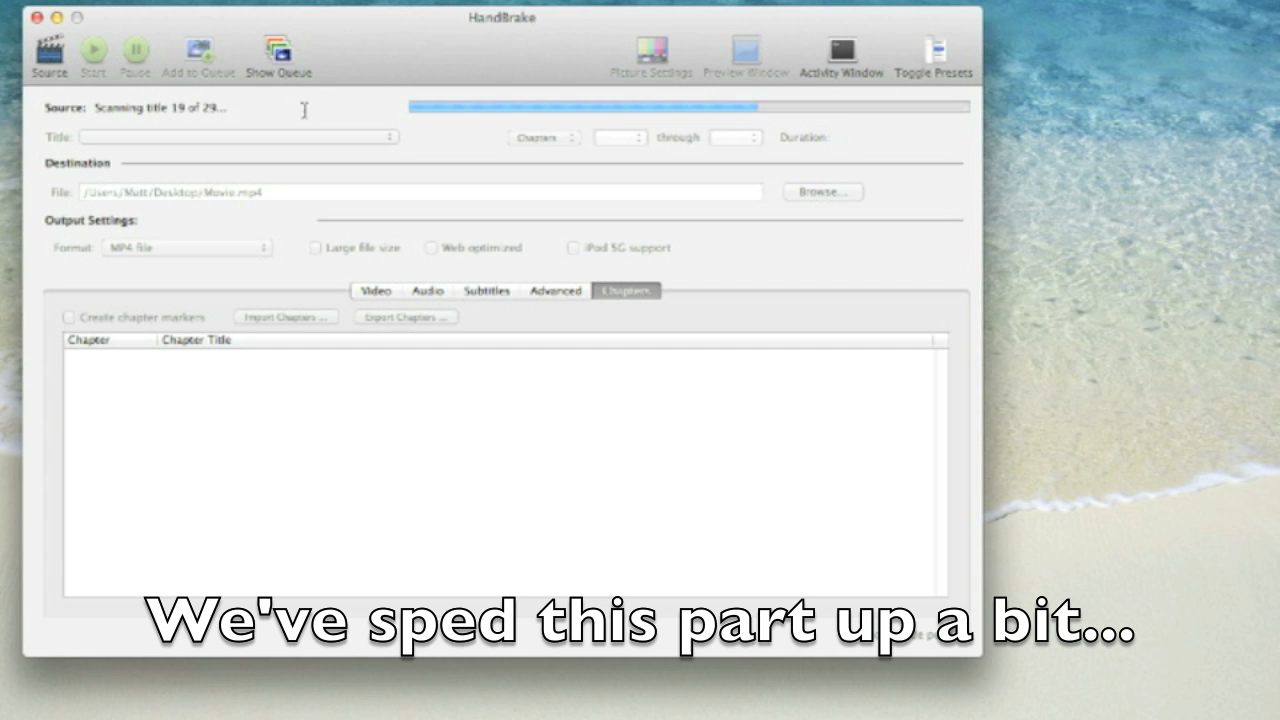 HandBrake
Source Start Pause Add to Queue Show Queue Picture Settings Preview Window Activity Window Toggle Presets
Source: Scanning title 19 of 29...
Title: Chapters through Duration:
Destination
File: /Users/Matt/Desktop/Movie.mp4 Browse...
Output Settings:
Format: MP4 file Large file size Web optimized iPod 5G support
Video Audio Subtitles Advanced Chapters
Create chapter markers Import Chapters ... Export Chapters ...
Chapter Chapter Title
We've sped this part up a bit...